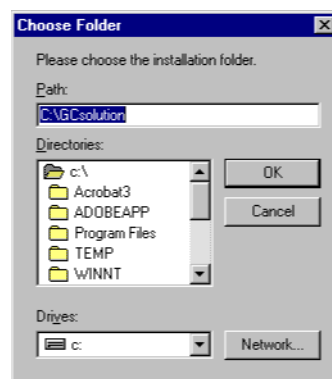 Choose Folder
Please choose the installation folder.
Path:
C:\GCsolution
Directories:
c:\
Acrobat3
ADOBEAPP
Program Files
TEMP
WINNT
OK
Cancel
Drives:
c:
Network...